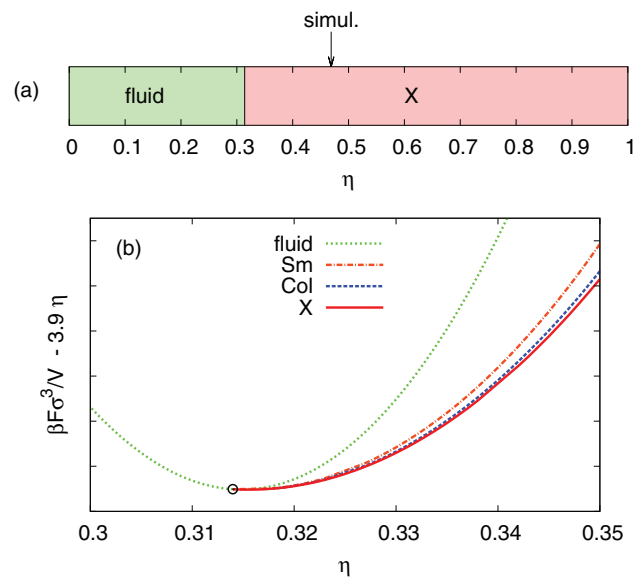 simul.
(a)
fluid
X
0 0.1 0.2 0.3 0.4 0.5 0.6 0.7 0.8 0.9 1
η
(b)
fluid
Sm
Col
X
βFσ³/V - 3.9 η
0.3 0.31 0.32 0.33 0.34 0.35
η